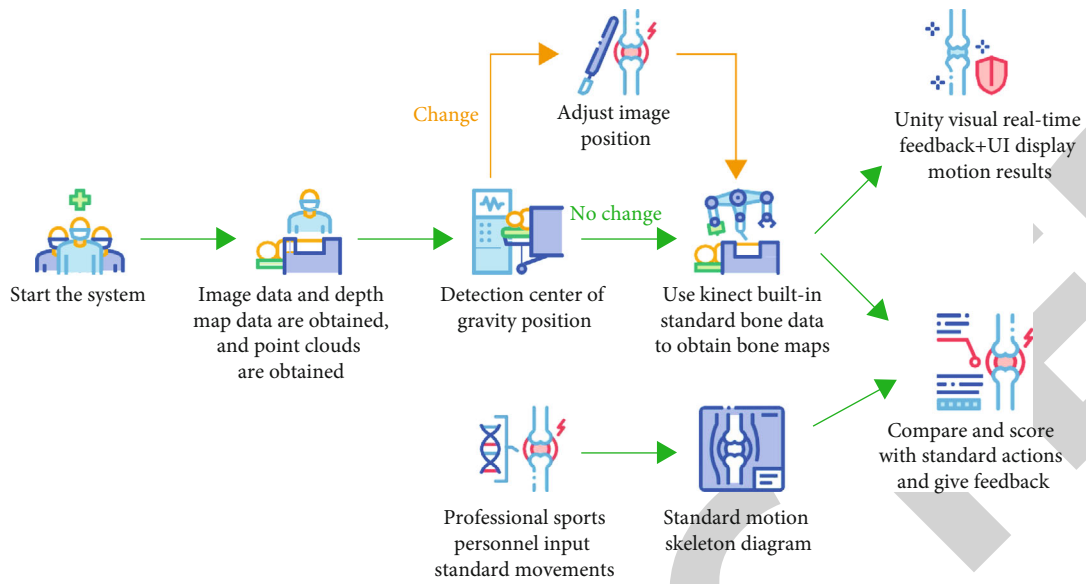 Change
Adjust image
position
Unity visual real-time
feedback+UI display
motion results
No change
Start the system
Image data and depth
map data are obtained,
and point clouds
are obtained
Detection center of
gravity position
Use kinect built-in
standard bone data
to obtain bone maps
Compare and score
with standard actions
and give feedback
Professional sports
personnel input
standard movements
Standard motion
skeleton diagram